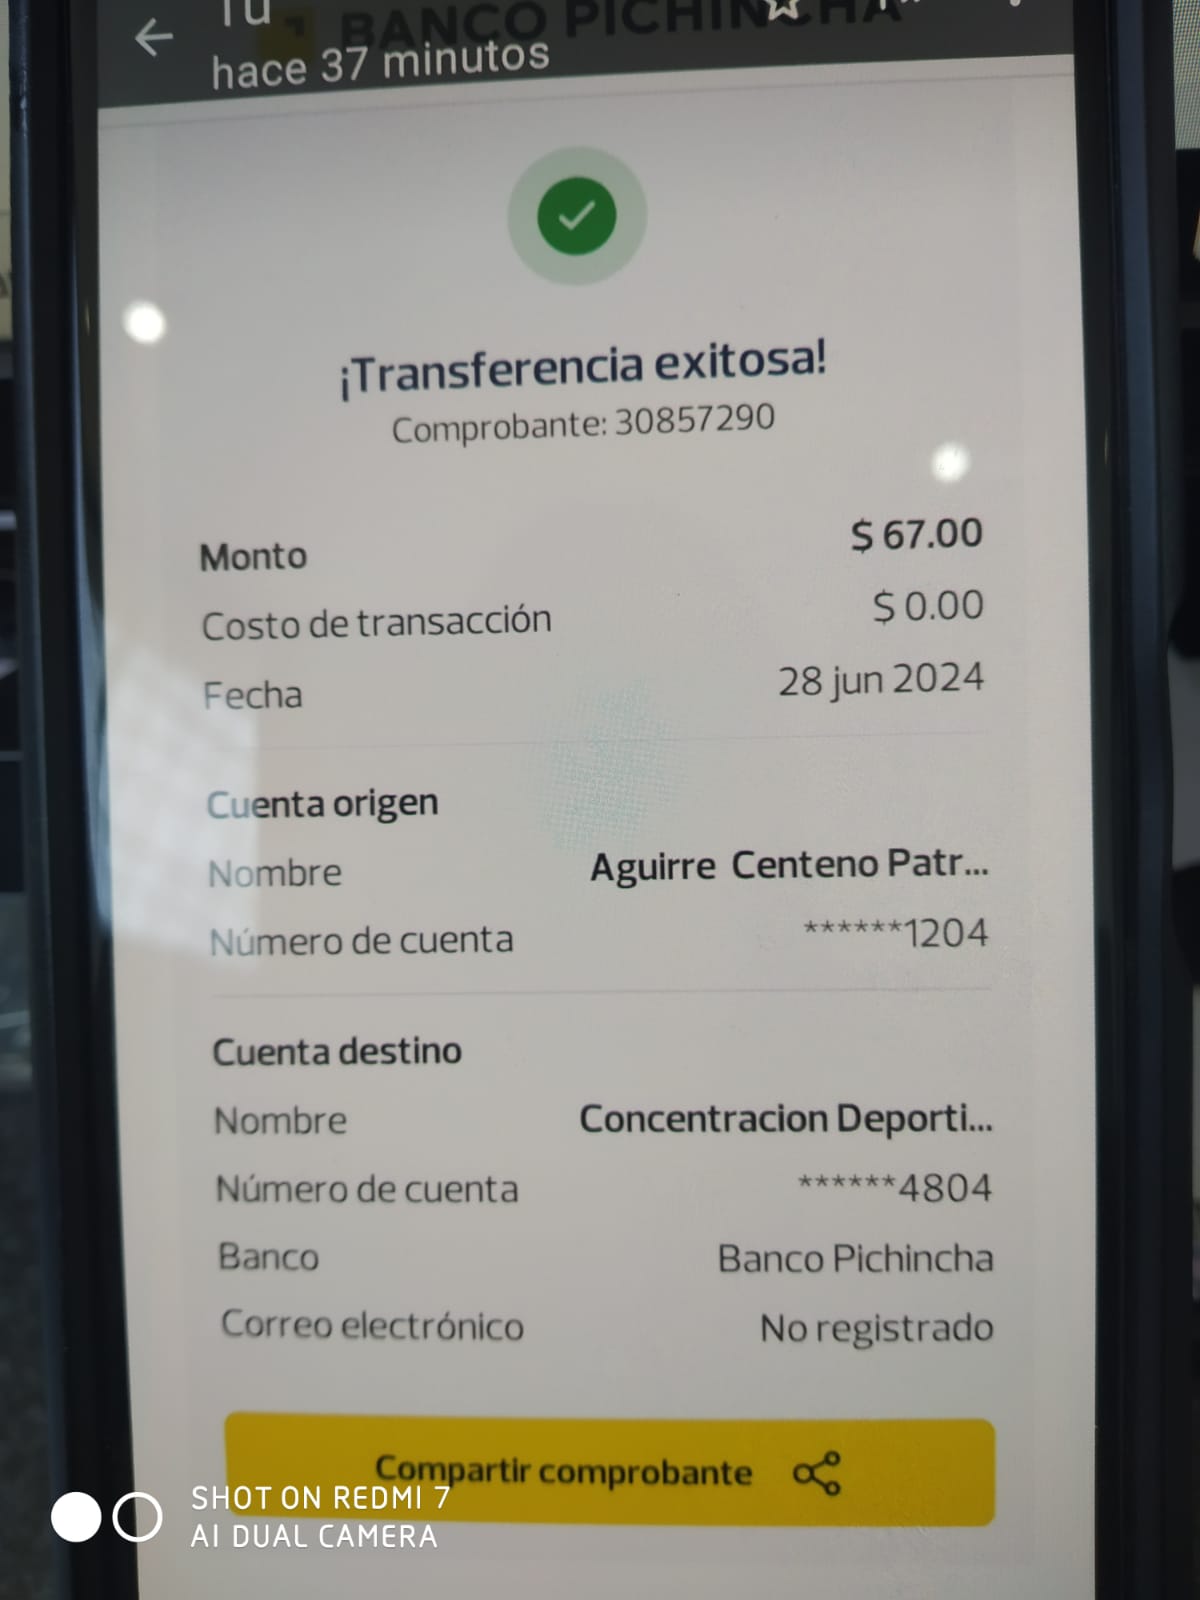 Tu
BANCO PICHINCHA
hace 37 minutos
¡Transferencia exitosa!
Comprobante: 30857290
Monto $ 67.00
Costo de transacción $ 0.00
Fecha 28 jun 2024
Cuenta origen
Nombre Aguirre Centeno Patr...
Número de cuenta ******1204
Cuenta destino
Nombre Concentracion Deporti...
Número de cuenta ******4804
Banco Banco Pichincha
Correo electrónico No registrado
Compartir comprobante
SHOT ON REDMI 7
AI DUAL CAMERA